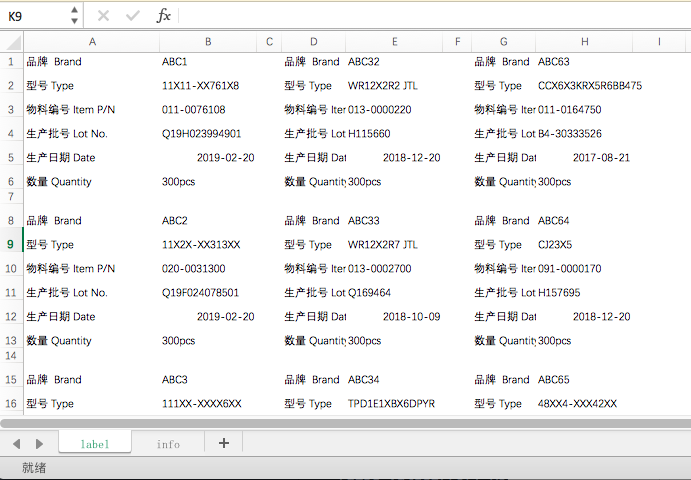 K9 fx
A B C D E F G H I
1 品牌 Brand ABC1 品牌 Brand ABC32 品牌 Brand ABC63
2 型号 Type 11X11-XX761X8 型号 Type WR12X2R2 JTL 型号 Type CCX6X3KRX5R6BB475
3 物料编号 Item P/N 011-0076108 物料编号 Iter 013-0000220 物料编号 Iter 011-0164750
4 生产批号 Lot No. Q19H023994901 生产批号 Lot H115660 生产批号 Lot B4-30333526
5 生产日期 Date 2019-02-20 生产日期 Dat 2018-12-20 生产日期 Dat 2017-08-21
6 数量 Quantity 300pcs 数量 Quantity 300pcs 数量 Quantity 300pcs
7
8 品牌 Brand ABC2 品牌 Brand ABC33 品牌 Brand ABC64
9 型号 Type 11X2X-XX313XX 型号 Type WR12X2R7 JTL 型号 Type CJ23X5
10 物料编号 Item P/N 020-0031300 物料编号 Iter 013-0002700 物料编号 Iter 091-0000170
11 生产批号 Lot No. Q19F024078501 生产批号 Lot Q169464 生产批号 Lot H157695
12 生产日期 Date 2019-02-20 生产日期 Dat 2018-10-09 生产日期 Dat 2018-12-20
13 数量 Quantity 300pcs 数量 Quantity 300pcs 数量 Quantity 300pcs
14
15 品牌 Brand ABC3 品牌 Brand ABC34 品牌 Brand ABC65
16 型号 Type 111XX-XXXX6XX 型号 Type TPD1E1XBX6DPYR 型号 Type 48XX4-XXX42XX
label info +
就绪